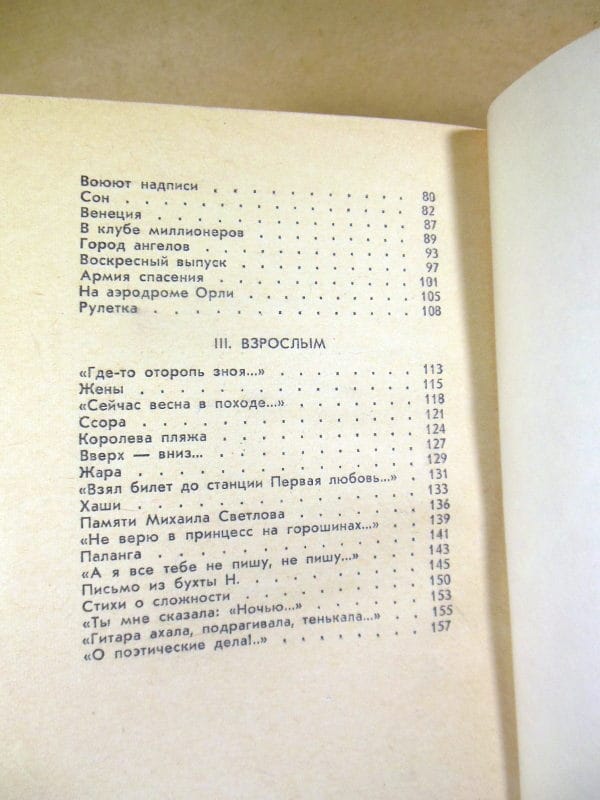 Воюют надписи . . . . . . . . . . . 80
Сон . . . . . . . . . . . . . . . 82
Венеция . . . . . . . . . . . . . 87
В клубе миллионеров . . . . . . . . 89
Город ангелов . . . . . . . . . . . 93
Воскресный выпуск . . . . . . . . . 97
Армия спасения . . . . . . . . . . 101
На аэродроме Орли . . . . . . . . . 105
Рулетка . . . . . . . . . . . . . 108
III. ВЗРОСЛЫМ
«Где-то оторопь зноя...» . . . . . . . 113
Жены . . . . . . . . . . . . . . 115
«Сейчас весна в походе...» . . . . . . 118
Ссора . . . . . . . . . . . . . . 121
Королева пляжа . . . . . . . . . . 124
Вверх — вниз... . . . . . . . . . . 127
Жара . . . . . . . . . . . . . . 129
«Взял билет до станции Первая любовь...» . 131
Хаши . . . . . . . . . . . . . . 133
Памяти Михаила Светлова . . . . . . 136
«Не верю в принцесс на горошинах...» . . 139
Паланга . . . . . . . . . . . . . 141
«А я все тебе не пишу, не пишу...» . . . 143
Письмо из бухты Н. . . . . . . . . 145
Стихи о сложности . . . . . . . . . 150
«Ты мне сказала: «Ночью...» . . . . . 153
«Гитара ахала, подрагивала, тенькала...» . . 155
«О поэтические дела!..» . . . . . . . 157